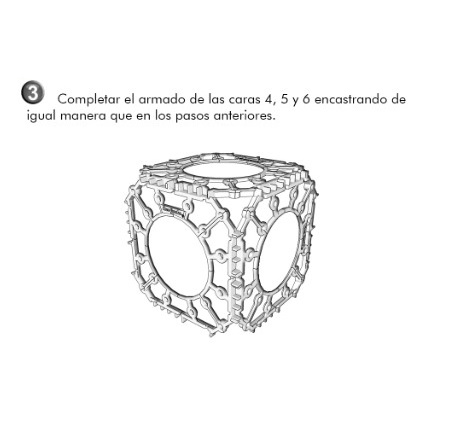 3 Completar el armado de las caras 4, 5 y 6 encastrando de
igual manera que en los pasos anteriores.